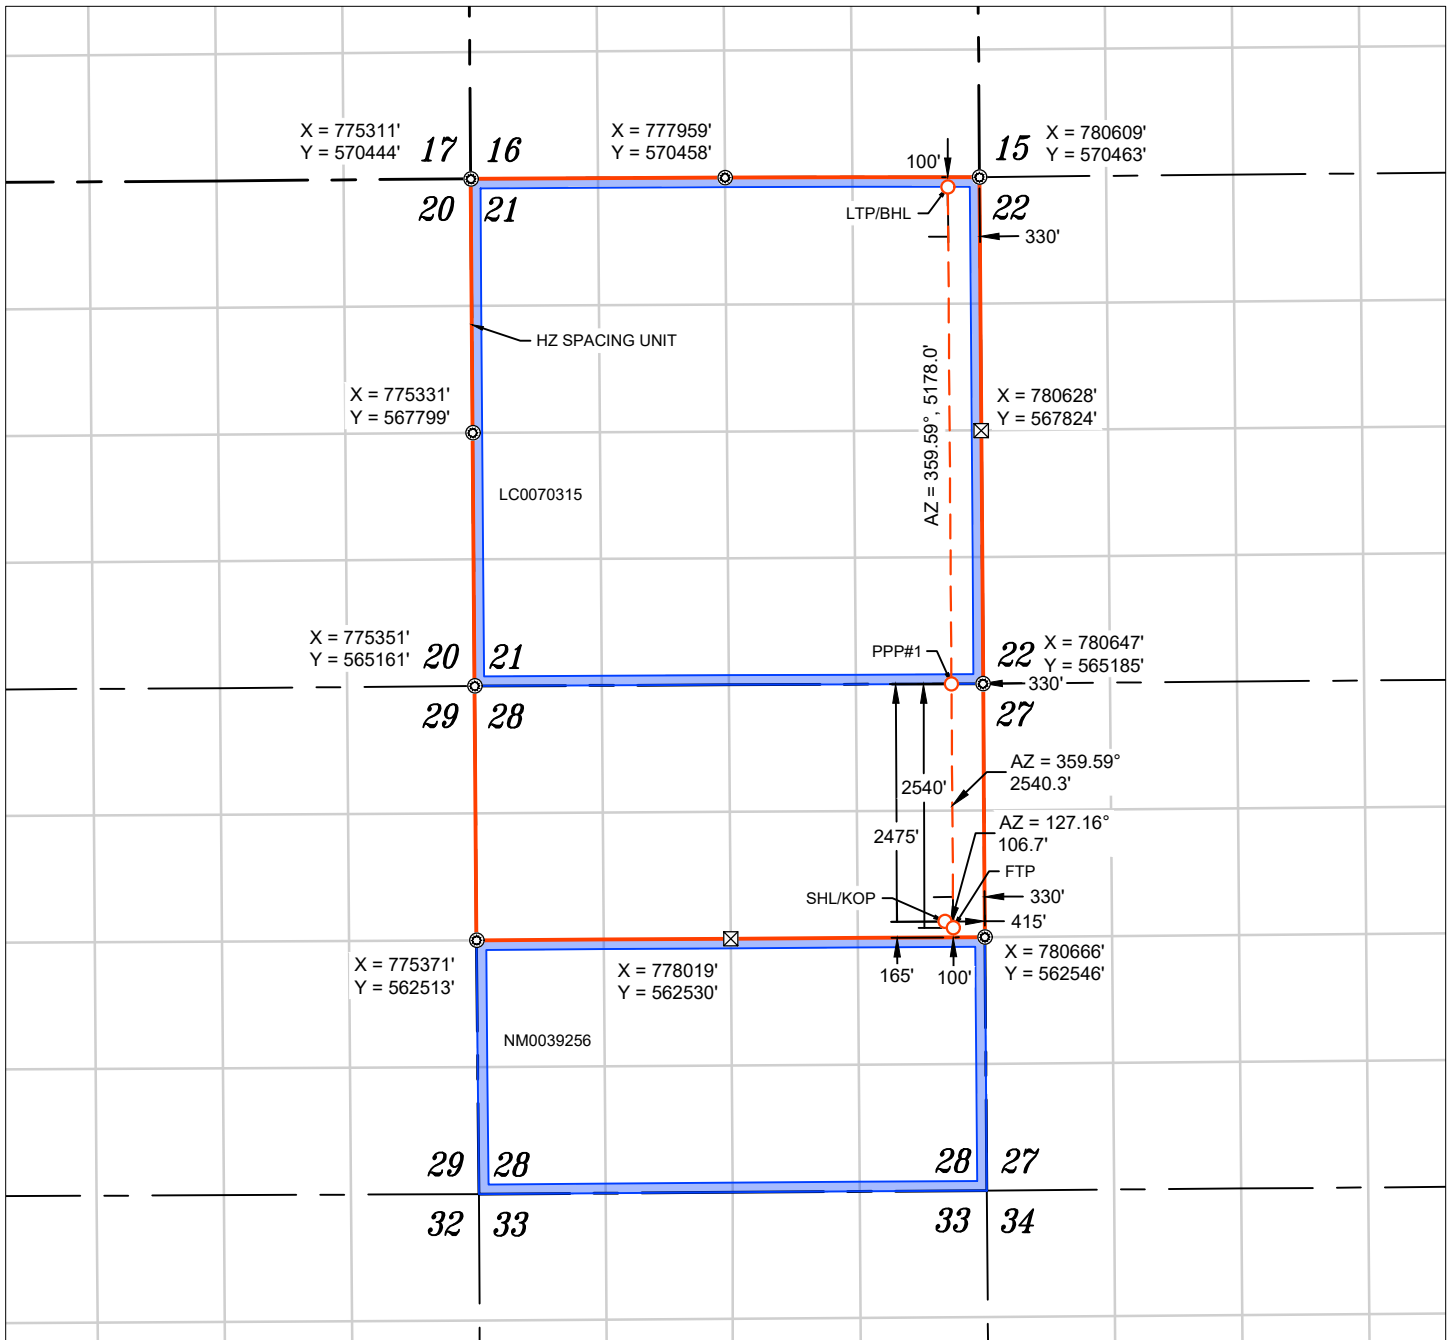 X = 775311'
Y = 570444'
17
16
X = 777959'
Y = 570458'
100'
15
X = 780609'
Y = 570463'
20
21
LTP/BHL
22
330'
HZ SPACING UNIT
AZ = 359.59°, 5178.0'
X = 775331'
Y = 567799'
X = 780628'
Y = 567824'
LC0070315
X = 775351'
Y = 565161'
20
21
PPP#1
22
X = 780647'
Y = 565185'
330'
29
28
27
AZ = 359.59°
2540.3'
2540'
2475'
AZ = 127.16°
106.7'
FTP
SHL/KOP
330'
415'
X = 775371'
Y = 562513'
X = 778019'
Y = 562530'
165'
100'
X = 780666'
Y = 562546'
NM0039256
29
28
28
27
32
33
33
34